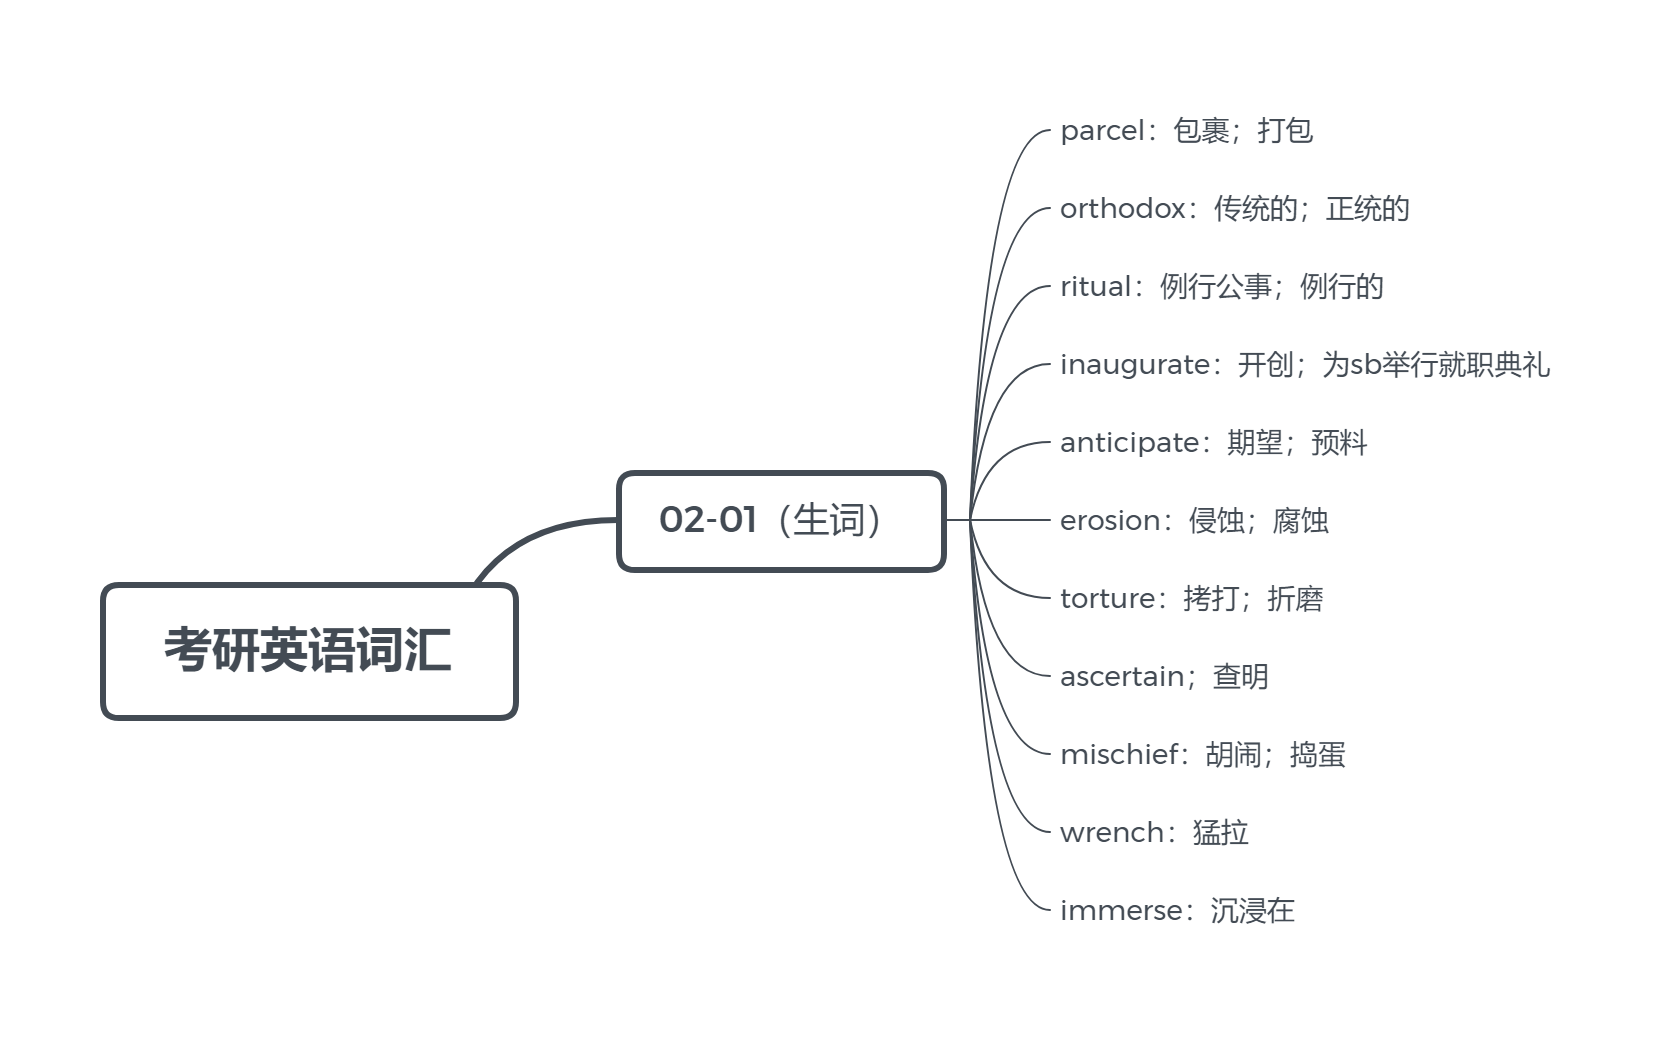 考研英语词汇
02-01（生词）
parcel：包裹；打包
orthodox：传统的；正统的
ritual：例行公事；例行的
inaugurate：开创；为sb举行就职典礼
anticipate：期望；预料
erosion：侵蚀；腐蚀
torture：拷打；折磨
ascertain；查明
mischief：胡闹；捣蛋
wrench：猛拉
immerse：沉浸在